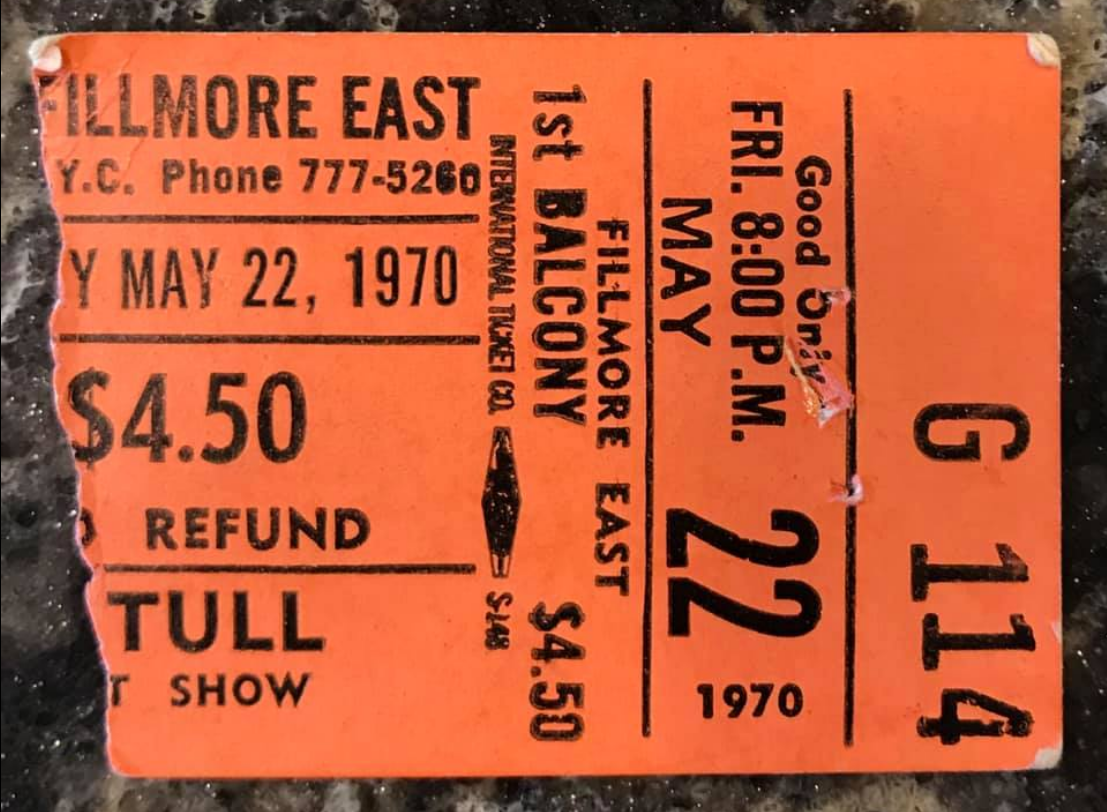 FILLMORE EAST
Y.C. Phone 777-5260
Y MAY 22, 1970
$4.50
REFUND
TULL
T SHOW
INTERNATIONAL TICKET CO.
1st BALCONY $4.50
FILLMORE EAST
MAY 22
FRI. 8:00 P.M.
1970
Good Only
G 114